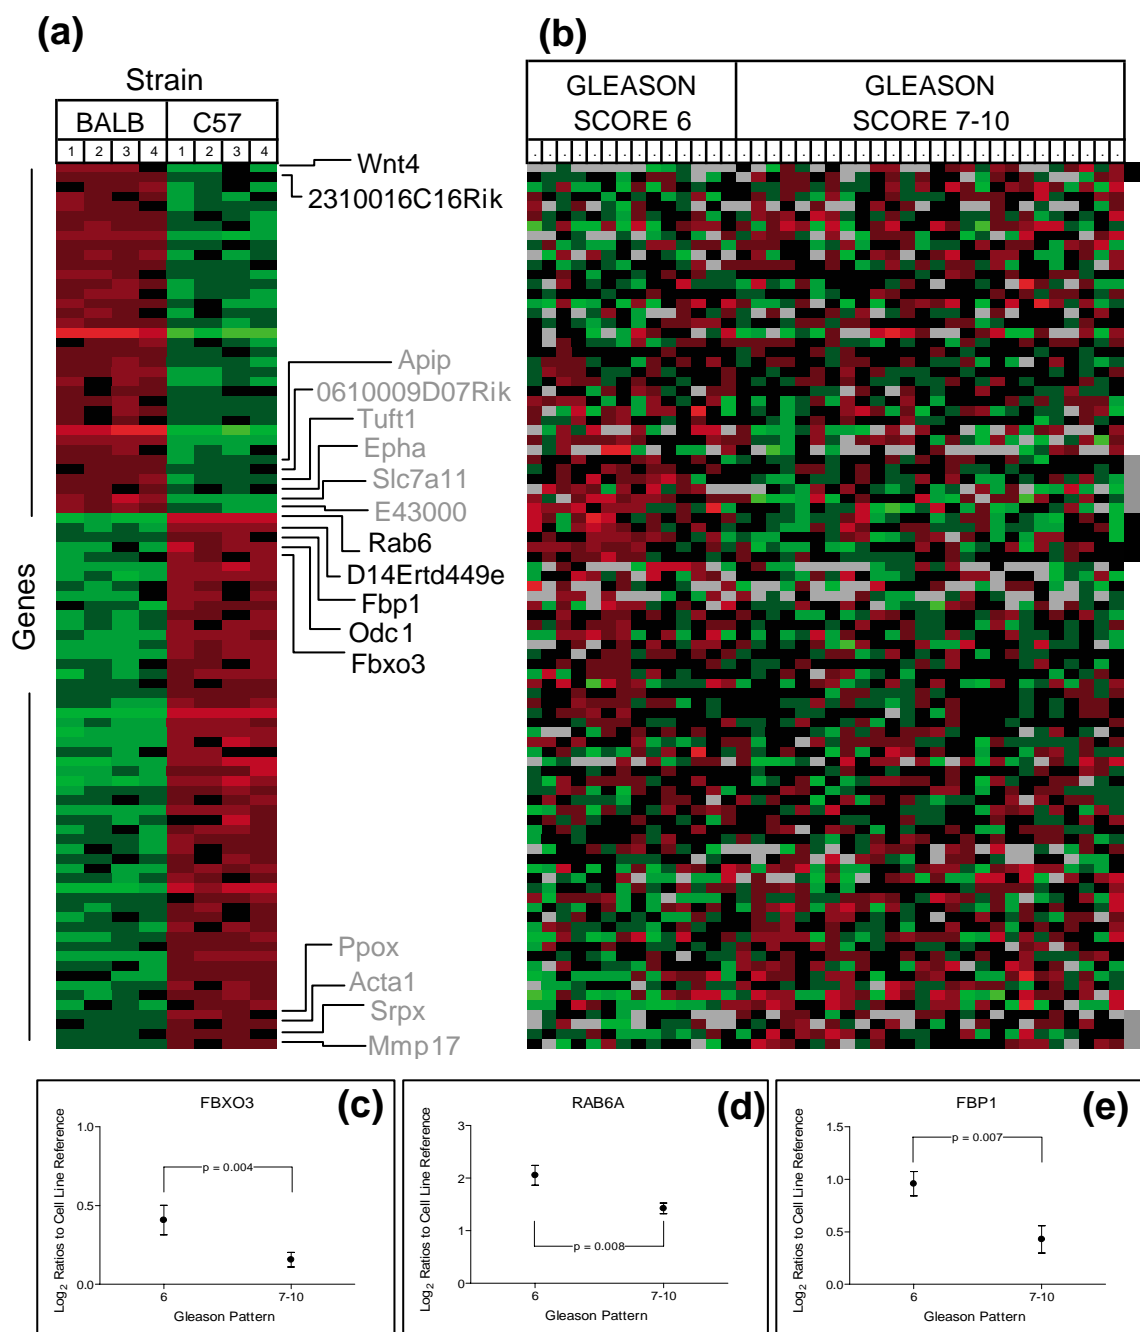 (a)
(b)
Strain
BALB C57
1 2 3 4 1 2 3 4
GLEASON
SCORE 6
GLEASON
SCORE 7-10
Genes
Wnt4
2310016C16Rik
Apip
0610009D07Rik
Tuft1
Epha
Slc7a11
E43000
Rab6
D14Ertd449e
Fbp1
Odc1
Fbxo3
Ppox
Acta1
Srpx
Mmp17
(c)
FBXO3
Log2 Ratios to Cell Line Reference
1.0
0.5
0.0
p = 0.004
6 7-10
Gleason Pattern
(d)
RAB6A
Log2 Ratios to Cell Line Reference
3
2
1
0
p = 0.008
6 7-10
Gleason Pattern
(e)
FBP1
Log2 Ratios to Cell Line Reference
1.5
1.0
0.5
0.0
p = 0.007
6 7-10
Gleason Pattern